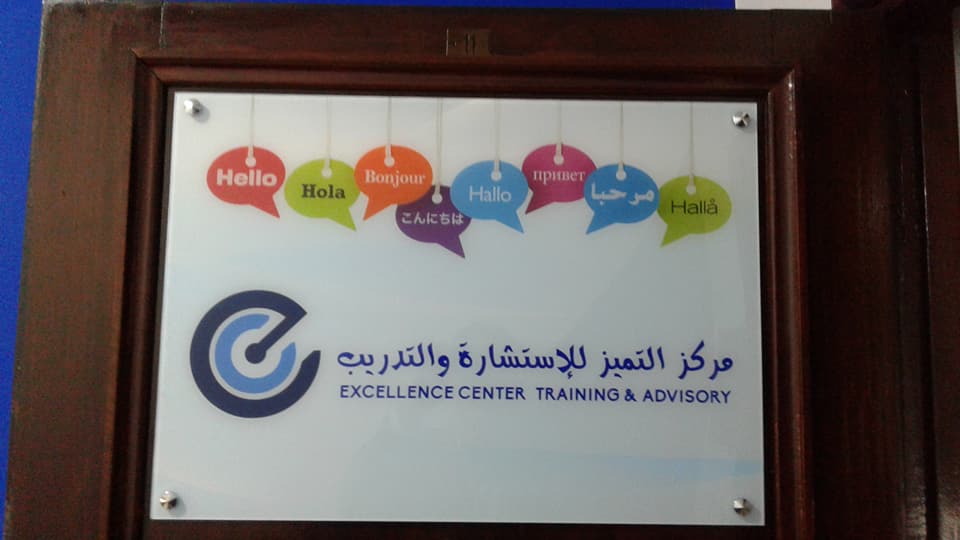 Hello
Hola
Bonjour
こんにちは
Hallo
привет
مرحبا
Hallå
مركز التميز للإستشارة والتدريب
EXCELLENCE CENTER TRAINING & ADVISORY